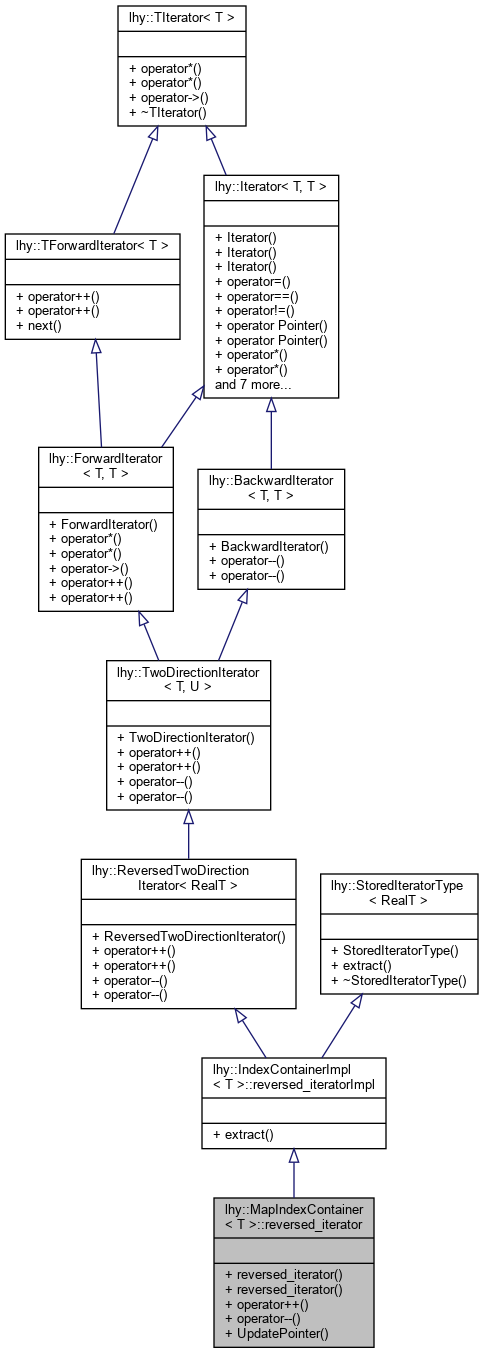 lhy::TIterator< T >
+ operator*()
+ operator*()
+ operator->()
+ ~TIterator()
lhy::Iterator< T, T >
+ Iterator()
+ Iterator()
+ Iterator()
+ operator=()
+ operator==()
+ operator!=()
+ operator Pointer()
+ operator Pointer()
+ operator*()
+ operator*()
and 7 more...
lhy::TForwardIterator< T >
+ operator++()
+ operator++()
+ next()
lhy::ForwardIterator
< T, T >
+ ForwardIterator()
+ operator*()
+ operator*()
+ operator->()
+ operator++()
+ operator++()
lhy::BackwardIterator
< T, T >
+ BackwardIterator()
+ operator--()
+ operator--()
lhy::TwoDirectionIterator
< T, U >
+ TwoDirectionIterator()
+ operator++()
+ operator++()
+ operator--()
+ operator--()
lhy::ReversedTwoDirection
Iterator< RealT >
+ ReversedTwoDirectionIterator()
+ operator++()
+ operator++()
+ operator--()
+ operator--()
lhy::StoredIteratorType
< RealT >
+ StoredIteratorType()
+ extract()
+ ~StoredIteratorType()
lhy::IndexContainerImpl
< T >::reversed_iteratorImpl
+ extract()
lhy::MapIndexContainer
< T >::reversed_iterator
+ reversed_iterator()
+ reversed_iterator()
+ operator++()
+ operator--()
+ UpdatePointer()